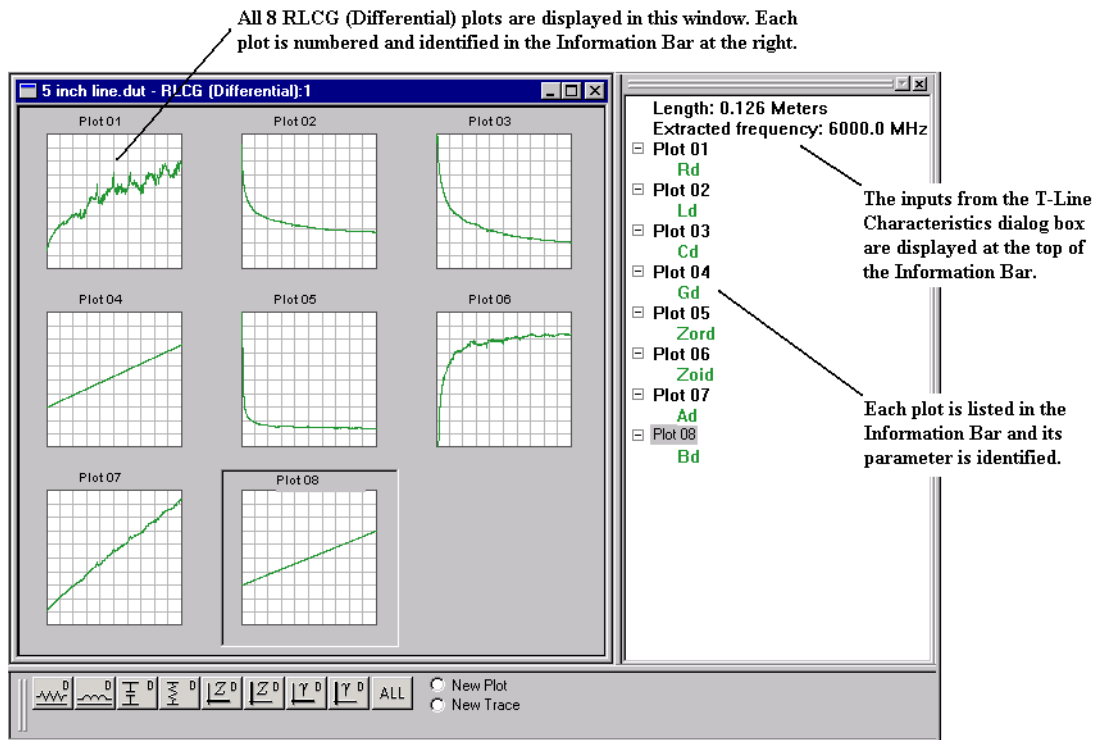 All 8 RLCG (Differential) plots are displayed in this window. Each
plot is numbered and identified in the Information Bar at the right.
5 inch line.dut - RLCG (Differential):1
Plot 01
Plot 02
Plot 03
Plot 04
Plot 05
Plot 06
Plot 07
Plot 08
Length: 0.126 Meters
Extracted frequency: 6000.0 MHz
Plot 01
Rd
Plot 02
Ld
Plot 03
Cd
Plot 04
Gd
Plot 05
Zord
Plot 06
Zoid
Plot 07
Ad
Plot 08
Bd
The inputs from the T-Line
Characteristics dialog box
are displayed at the top of
the Information Bar.
Each plot is listed in the
Information Bar and its
parameter is identified.
D D D D Z D Z D γ D γ D ALL
New Plot
New Trace